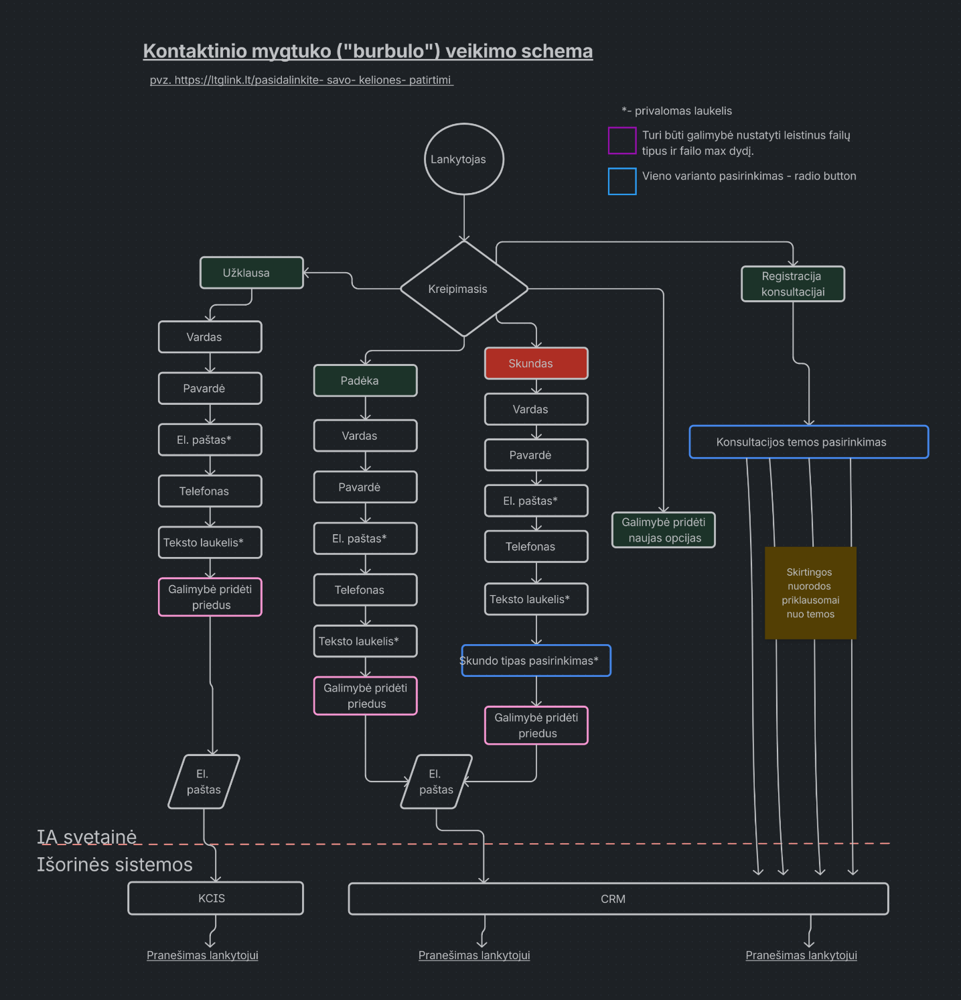 Kontaktinio mygtuko ("burbulo") veikimo schema
pvz. https://ltglink.lt/pasidalinkite- savo- keliones- patirtimi
*- privalomas laukelis
Turi būti galimybė nustatyti leistinus failų
tipus ir failo max dydį.
Vieno varianto pasirinkimas - radio button
Lankytojas
Kreipimasis
Užklausa
Vardas
Pavardė
El. paštas*
Telefonas
Teksto laukelis*
Galimybė pridėti
priedus
El.
paštas
Padėka
Vardas
Pavardė
El. paštas*
Telefonas
Teksto laukelis*
Galimybė pridėti
priedus
Skundas
Vardas
Pavardė
El. paštas*
Telefonas
Teksto laukelis*
Skundo tipas pasirinkimas*
Galimybė pridėti
priedus
El.
paštas
Galimybė pridėti
naujas opcijas
Registracija
konsultacijai
Konsultacijos temos pasirinkimas
Skirtingos
nuorodos
priklausomai
nuo temos
IA svetainė
Išorinės sistemos
KCIS
CRM
Pranešimas lankytojui
Pranešimas lankytojui
Pranešimas lankytojui